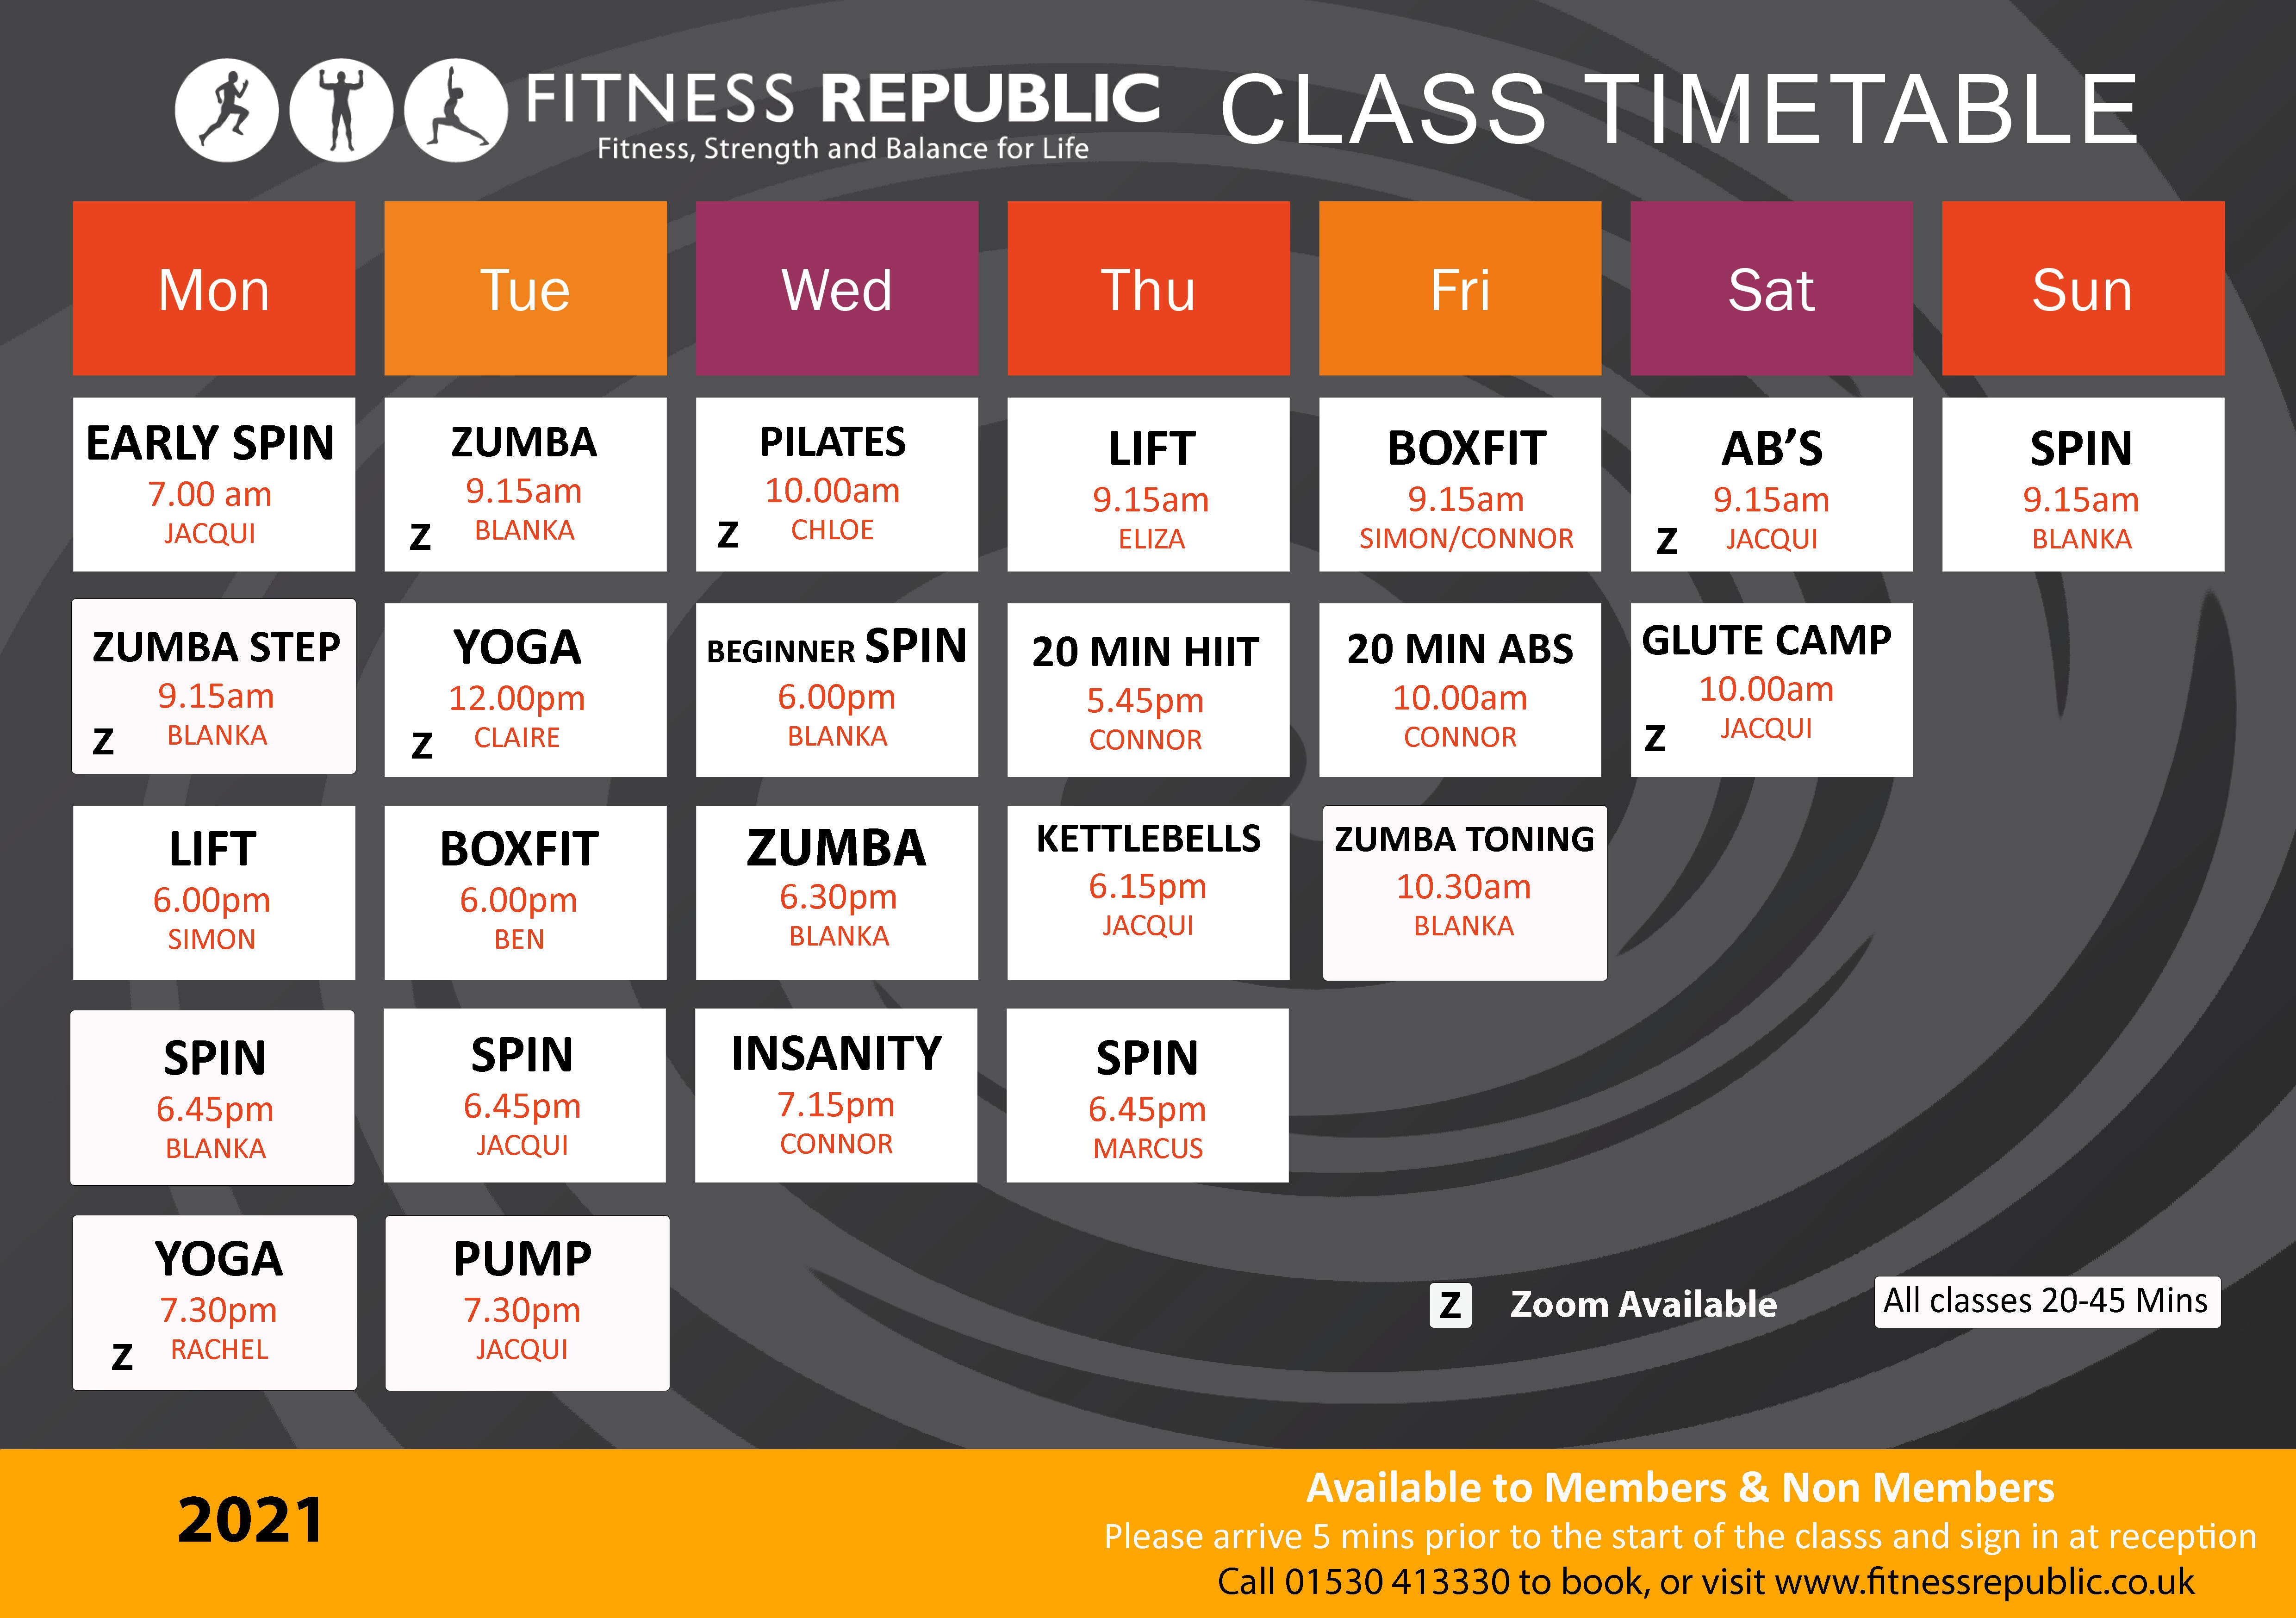 FITNESS REPUBLIC
Fitness, Strength and Balance for Life
CLASS TIMETABLE
Mon
Tue
Wed
Thu
Fri
Sat
Sun
EARLY SPIN
7.00 am
JACQUI
ZUMBA
9.15am
Z BLANKA
PILATES
10.00am
Z CHLOE
LIFT
9.15am
ELIZA
BOXFIT
9.15am
SIMON/CONNOR
AB'S
9.15am
Z JACQUI
SPIN
9.15am
BLANKA
ZUMBA STEP
9.15am
Z BLANKA
YOGA
12.00pm
Z CLAIRE
BEGINNER SPIN
6.00pm
BLANKA
20 MIN HIIT
5.45pm
CONNOR
20 MIN ABS
10.00am
CONNOR
GLUTE CAMP
10.00am
Z JACQUI
LIFT
6.00pm
SIMON
BOXFIT
6.00pm
BEN
ZUMBA
6.30pm
BLANKA
KETTLEBELLS
6.15pm
JACQUI
ZUMBA TONING
10.30am
BLANKA
SPIN
6.45pm
BLANKA
SPIN
6.45pm
JACQUI
INSANITY
7.15pm
CONNOR
SPIN
6.45pm
MARCUS
YOGA
7.30pm
Z RACHEL
PUMP
7.30pm
JACQUI
Z Zoom Available
All classes 20-45 Mins
2021
Available to Members & Non Members
Please arrive 5 mins prior to the start of the classs and sign in at reception
Call 01530 413330 to book, or visit www.fitnessrepublic.co.uk